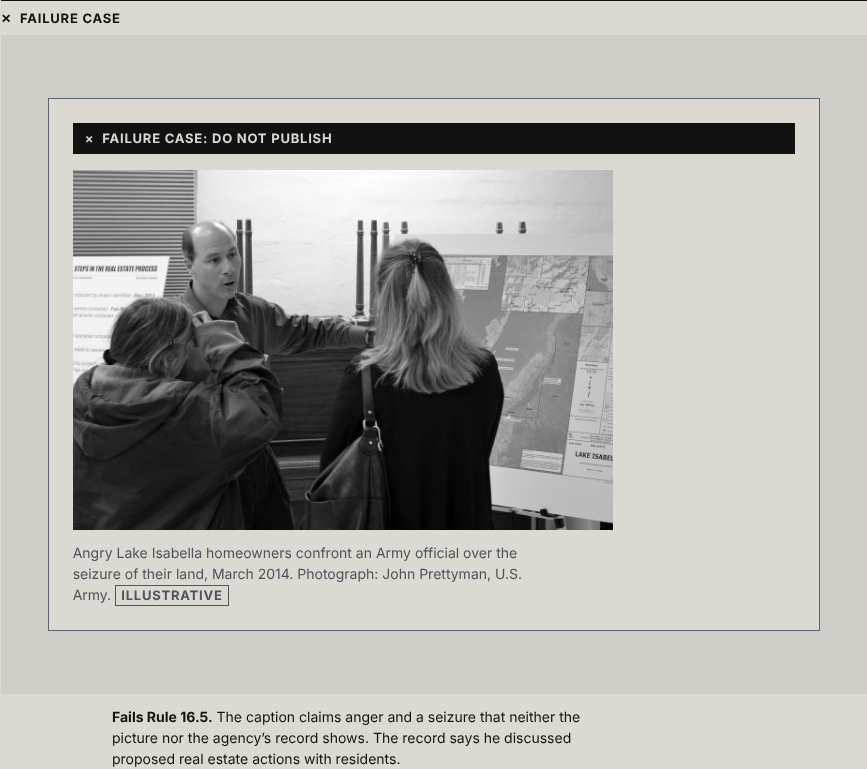 × FAILURE CASE
× FAILURE CASE: DO NOT PUBLISH
STEPS IN THE REAL ESTATE PROCESS
LAKE ISABEL
Angry Lake Isabella homeowners confront an Army official over the
seizure of their land, March 2014. Photograph: John Prettyman, U.S.
Army. ILLUSTRATIVE
Fails Rule 16.5. The caption claims anger and a seizure that neither the
picture nor the agency’s record shows. The record says he discussed
proposed real estate actions with residents.